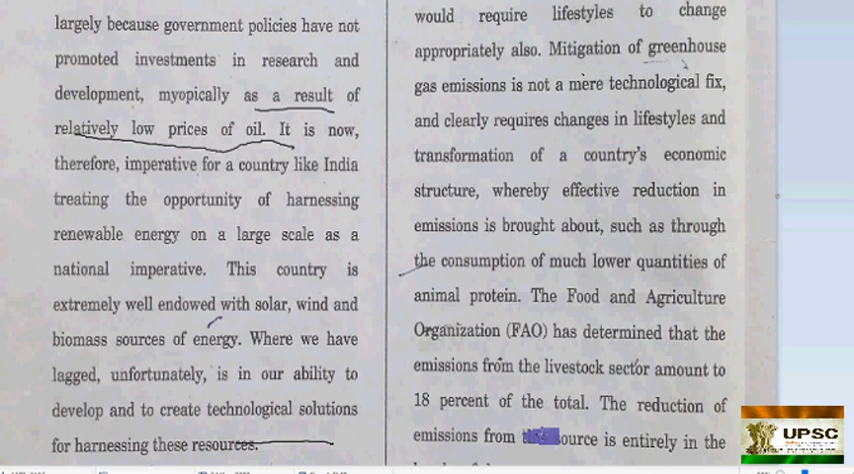 largely because government policies have not
promoted investments in research and
development, myopically as a result of
relatively low prices of oil. It is now,
therefore, imperative for a country like India
treating the opportunity of harnessing
renewable energy on a large scale as a
national imperative. This country is
extremely well endowed with solar, wind and
biomass sources of energy. Where we have
lagged, unfortunately, is in our ability to
develop and to create technological solutions
for harnessing these resources.
would require lifestyles to change
appropriately also. Mitigation of greenhouse
gas emissions is not a mere technological fix,
and clearly requires changes in lifestyles and
transformation of a country's economic
structure, whereby effective reduction in
emissions is brought about, such as through
the consumption of much lower quantities of
animal protein. The Food and Agriculture
Organization (FAO) has determined that the
emissions from the livestock sector amount to
18 percent of the total. The reduction of
emissions from source is entirely in the
UPSC